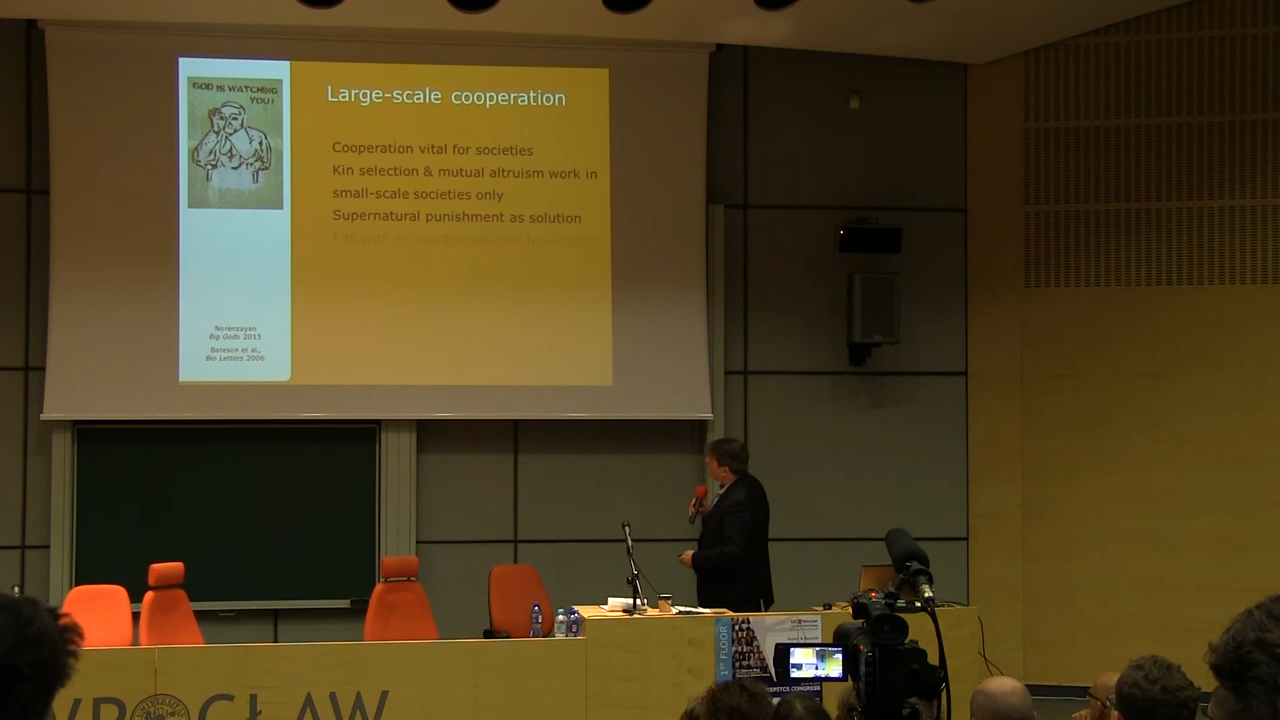 GOD IS WATCHING
YOU!
Large-scale cooperation
Cooperation vital for societies
Kin selection & mutual altruism work in
small-scale societies only
Supernatural punishment as solution
Norenzayan
Big Gods 2015
Bateson et al.,
Bio Letters 2006
1ST FLOOR
CONGRESS
WROCŁAW